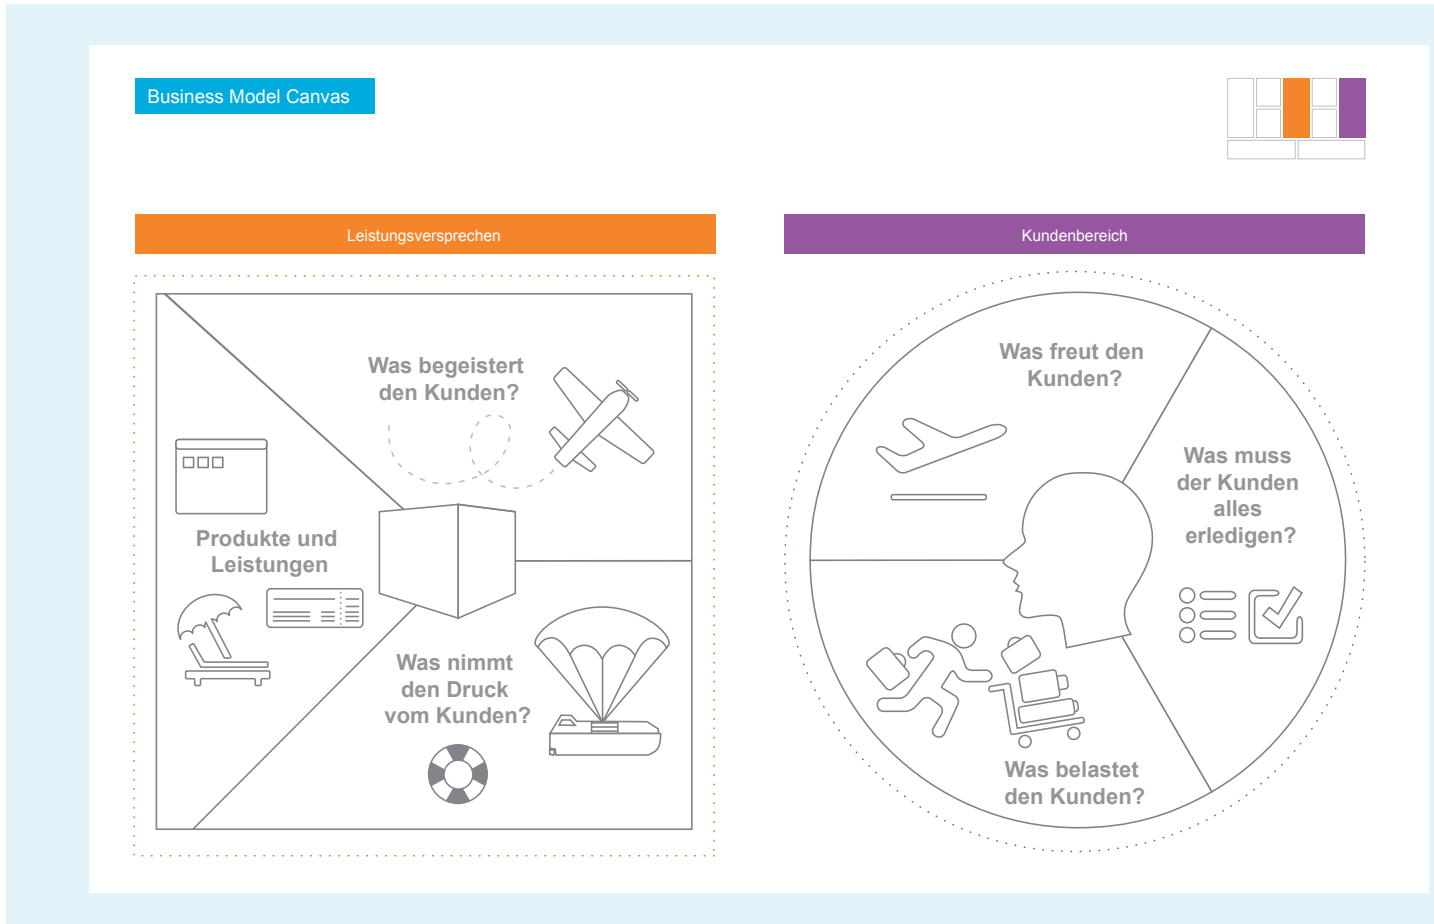 Business Model Canvas
Leistungsversprechen
Was begeistert
den Kunden?
Produkte und
Leistungen
Was nimmt
den Druck
vom Kunden?
Kundenbereich
Was freut den
Kunden?
Was muss
der Kunden
alles
erledigen?
Was belastet
den Kunden?